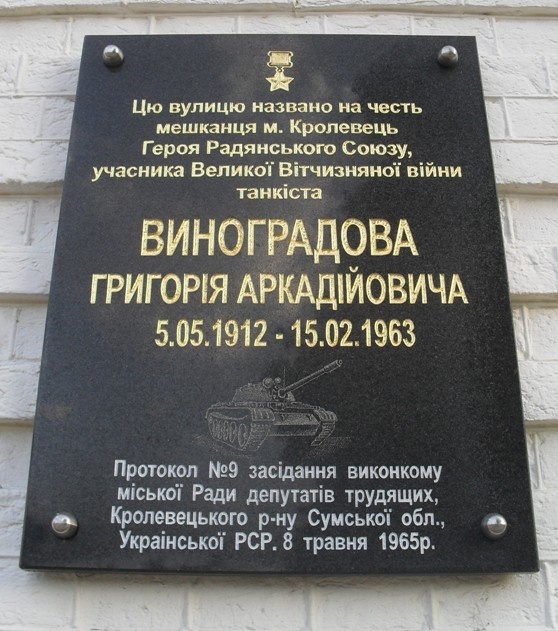 Цю вулицю названо на честь
мешканця м. Кролевець
Героя Радянського Союзу,
учасника Великої Вітчизняної війни
танкіста
ВИНОГРАДОВА
ГРИГОРІЯ АРКАДІЙОВИЧА
5.05.1912 - 15.02.1963
Протокол №9 засідання виконкому
міської Ради депутатів трудящих,
Кролевецького р-ну Сумської обл.,
Української РСР. 8 травня 1965р.